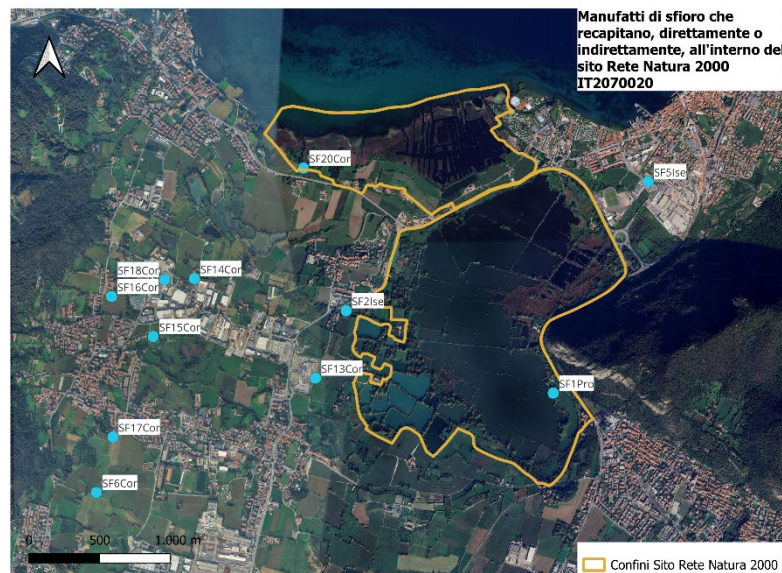 Manufatti di sfioro che
recapitano, direttamente o
indirettamente, all'interno del
sito Rete Natura 2000
IT2070020
SF20Cor
SF5Ise
SF18Cor
SF14Cor
SF16Cor
SF2Ise
SF15Cor
SF13Cor
SF1Pro
SF17Cor
SF6Cor
0 500 1.000 m
Confini Sito Rete Natura 2000